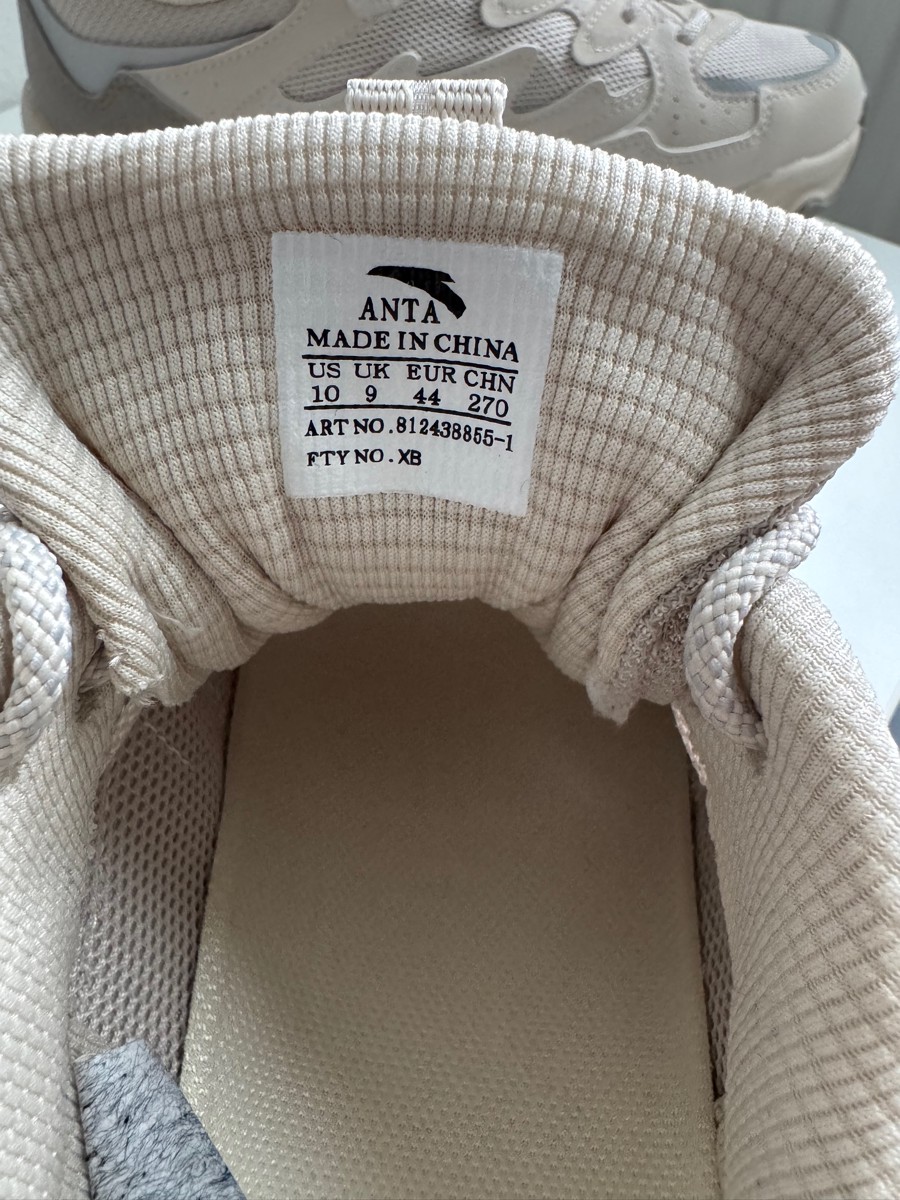 ANTA
MADE IN CHINA
US UK EUR CHN
10 9 44 270
ART NO.812438855-1
FTY NO.XB